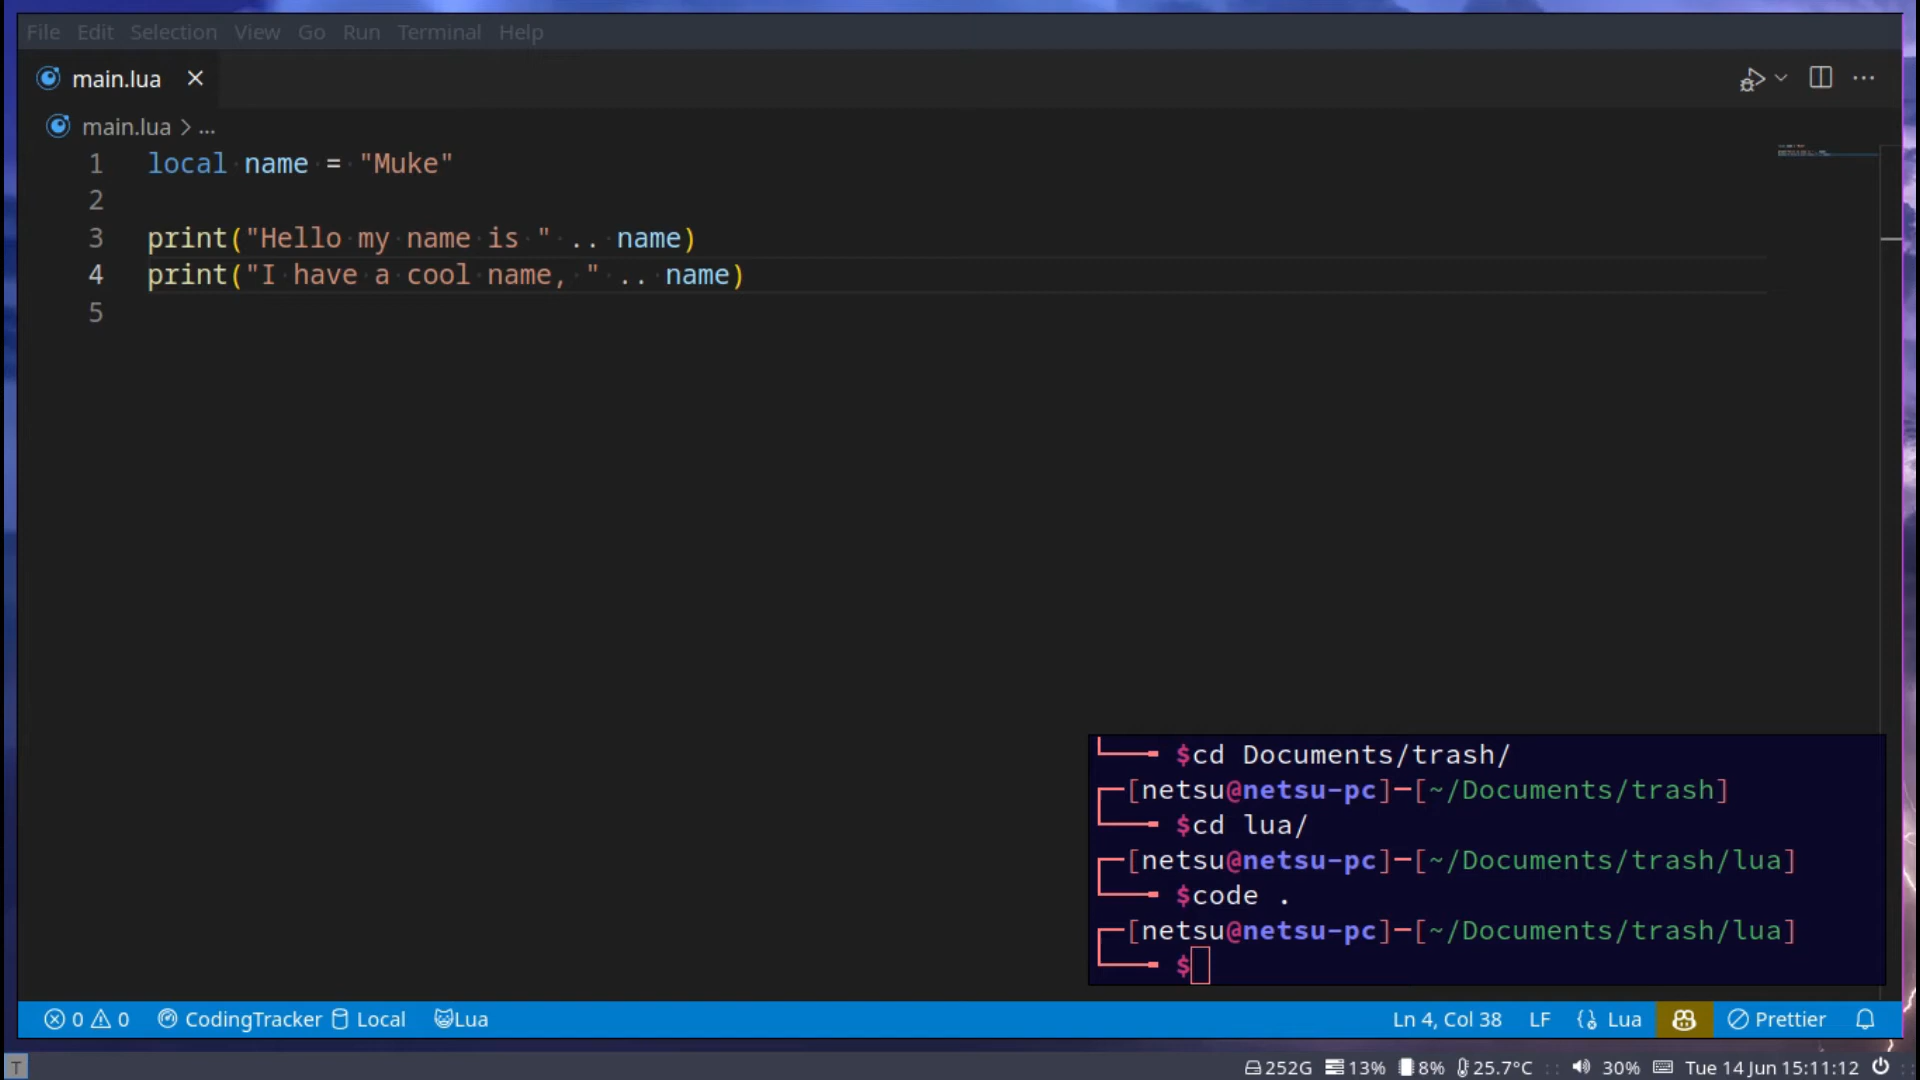 File Edit Selection View Go Run Terminal Help
main.lua
main.lua > ...
1 local name = "Muke"
2
3 print("Hello my name is " .. name)
4 print("I have a cool name, " .. name)
5
$cd Documents/trash/
[netsu@netsu-pc]-[~/Documents/trash]
$cd lua/
[netsu@netsu-pc]-[~/Documents/trash/lua]
$code .
[netsu@netsu-pc]-[~/Documents/trash/lua]
$
0 0 CodingTracker Local Lua Ln 4, Col 38 LF Lua Prettier
T 252G 13% 8% 25.7°C :: 30% Tue 14 Jun 15:11:12